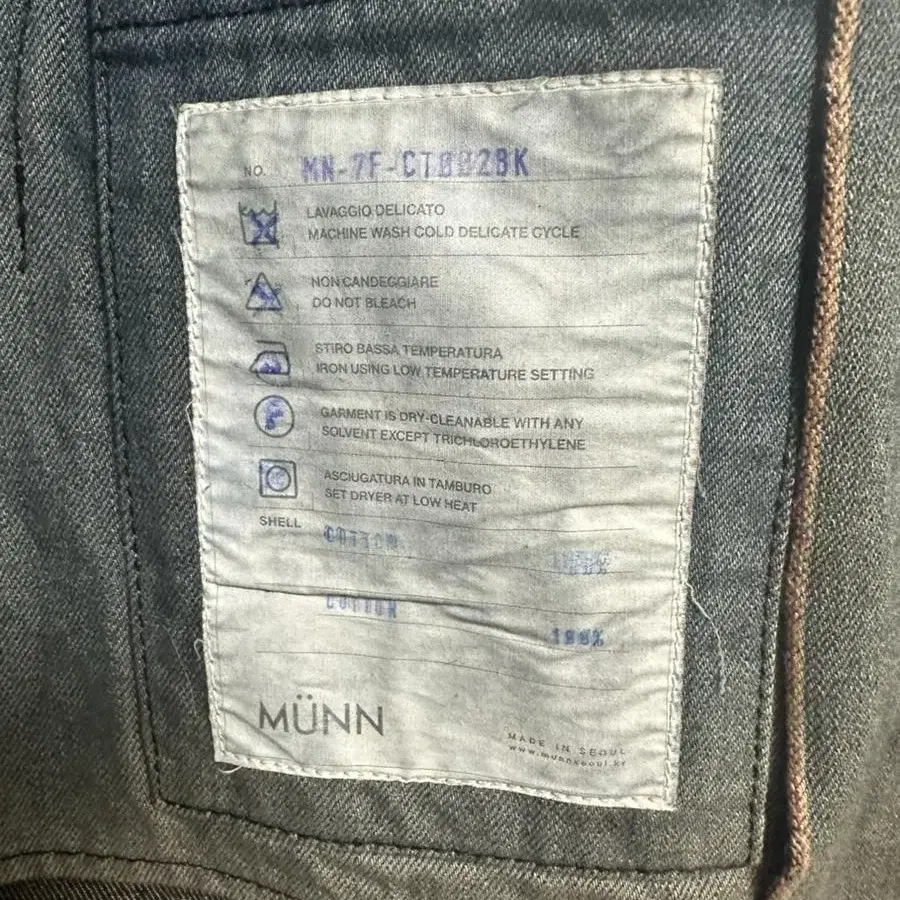 NO. MN-7F-CT002BK
LAVAGGIO DELICATO
MACHINE WASH COLD DELICATE CYCLE
NON CANDEGGIARE
DO NOT BLEACH
STIRO BASSA TEMPERATURA
IRON USING LOW TEMPERATURE SETTING
GARMENT IS DRY-CLEANABLE WITH ANY
SOLVENT EXCEPT TRICHLOROETHYLENE
ASCIUGATURA IN TAMBURO
SET DRYER AT LOW HEAT
SHELL COTTON
COTTON 100%
MÜNN
MADE IN SEOUL
www.munnseoul.kr